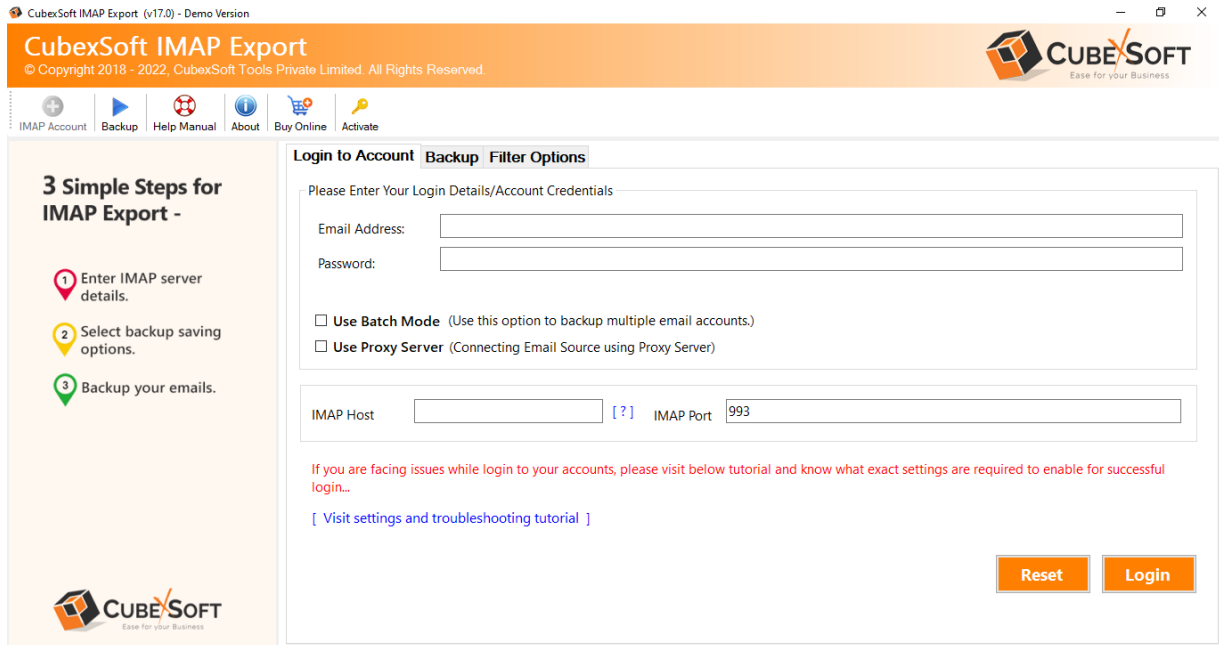 CubexSoft IMAP Export (v17.0) - Demo Version
CubexSoft IMAP Export
© Copyright 2018 - 2022, CubexSoft Tools Private Limited. All Rights Reserved.
CUBEXSOFT
Ease for your Business
IMAP Account Backup Help Manual About Buy Online Activate
3 Simple Steps for
IMAP Export -
1 Enter IMAP server
details.
2 Select backup saving
options.
3 Backup your emails.
CUBEXSOFT
Ease for your Business
Login to Account Backup Filter Options
Please Enter Your Login Details/Account Credentials
Email Address:
Password:
Use Batch Mode (Use this option to backup multiple email accounts.)
Use Proxy Server (Connecting Email Source using Proxy Server)
IMAP Host [ ? ] IMAP Port 993
If you are facing issues while login to your accounts, please visit below tutorial and know what exact settings are required to enable for successful
login...
[ Visit settings and troubleshooting tutorial ]
Reset Login